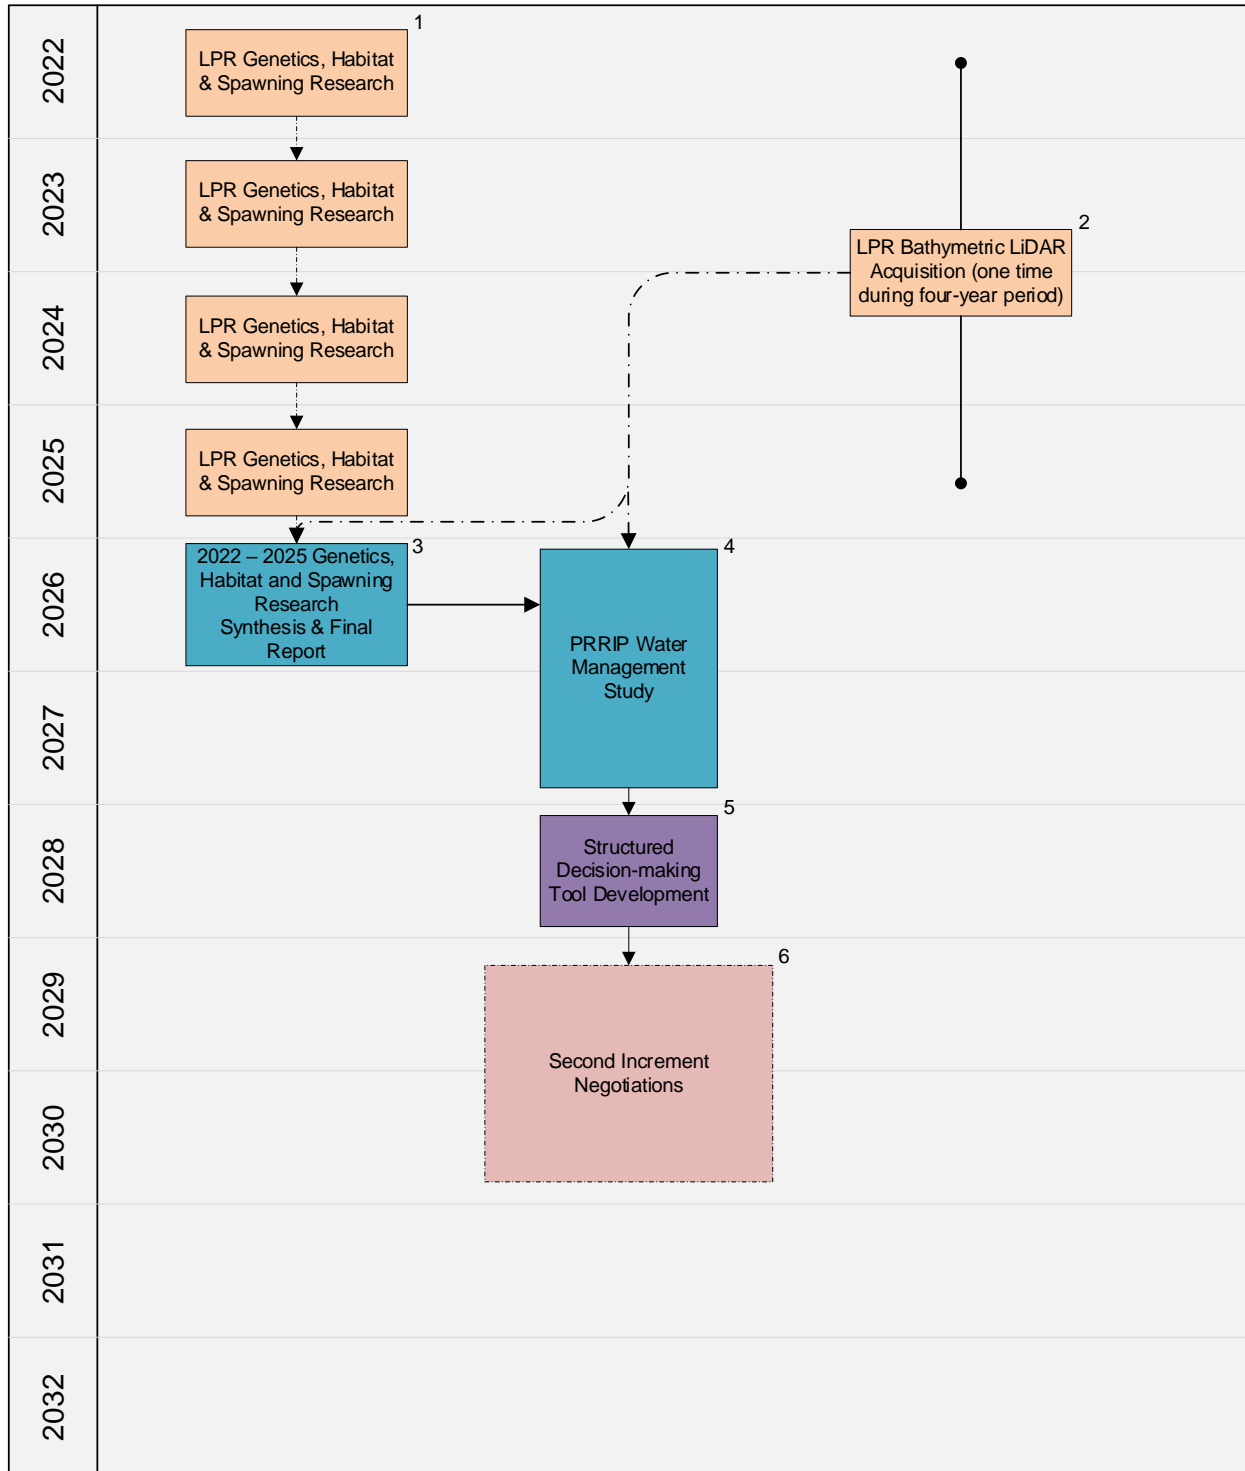 2022
1
LPR Genetics, Habitat
& Spawning Research
2023
LPR Genetics, Habitat
& Spawning Research
2
LPR Bathymetric LiDAR
Acquisition (one time
during four-year period)
2024
LPR Genetics, Habitat
& Spawning Research
2025
LPR Genetics, Habitat
& Spawning Research
2026
3
2022 – 2025 Genetics,
Habitat and Spawning
Research
Synthesis & Final
Report
4
PRRIP Water
Management
Study
2027
2028
5
Structured
Decision-making
Tool Development
2029
6
Second Increment
Negotiations
2030
2031
2032